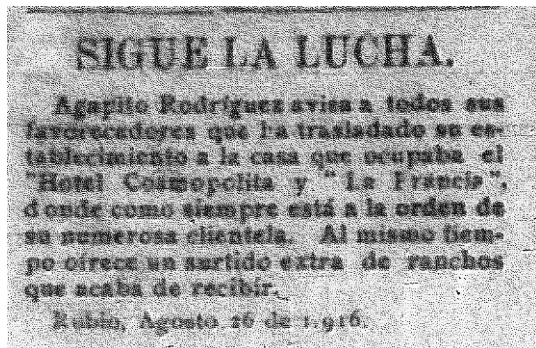 SIGUE LA LUCHA.
Agapito Rodríguez avisa a todos sus
favorecedores que ha trasladado su es-
tablecimiento a la casa que ocupaba el
"Hotel Cosmopolita y " La Francia",
donde como siempre está a la orden de
su numerosa clientela. Al mismo tiem-
po ofrece un surtido extra de ranchos
que acaba de recibir.
Rubio, Agosto 26 de 1.916.